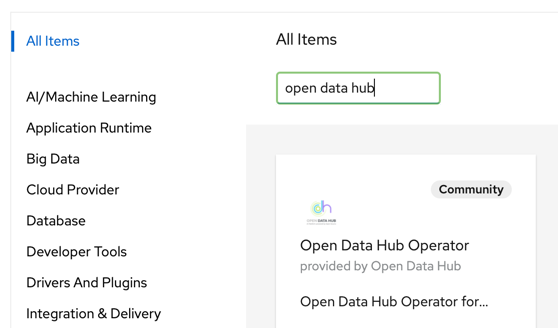 All Items
AI/Machine Learning
Application Runtime
Big Data
Cloud Provider
Database
Developer Tools
Drivers And Plugins
Integration & Delivery
All Items
open data hub
Community
OPEN DATA HUB
Open Data Hub Operator
provided by Open Data Hub
Open Data Hub Operator for...